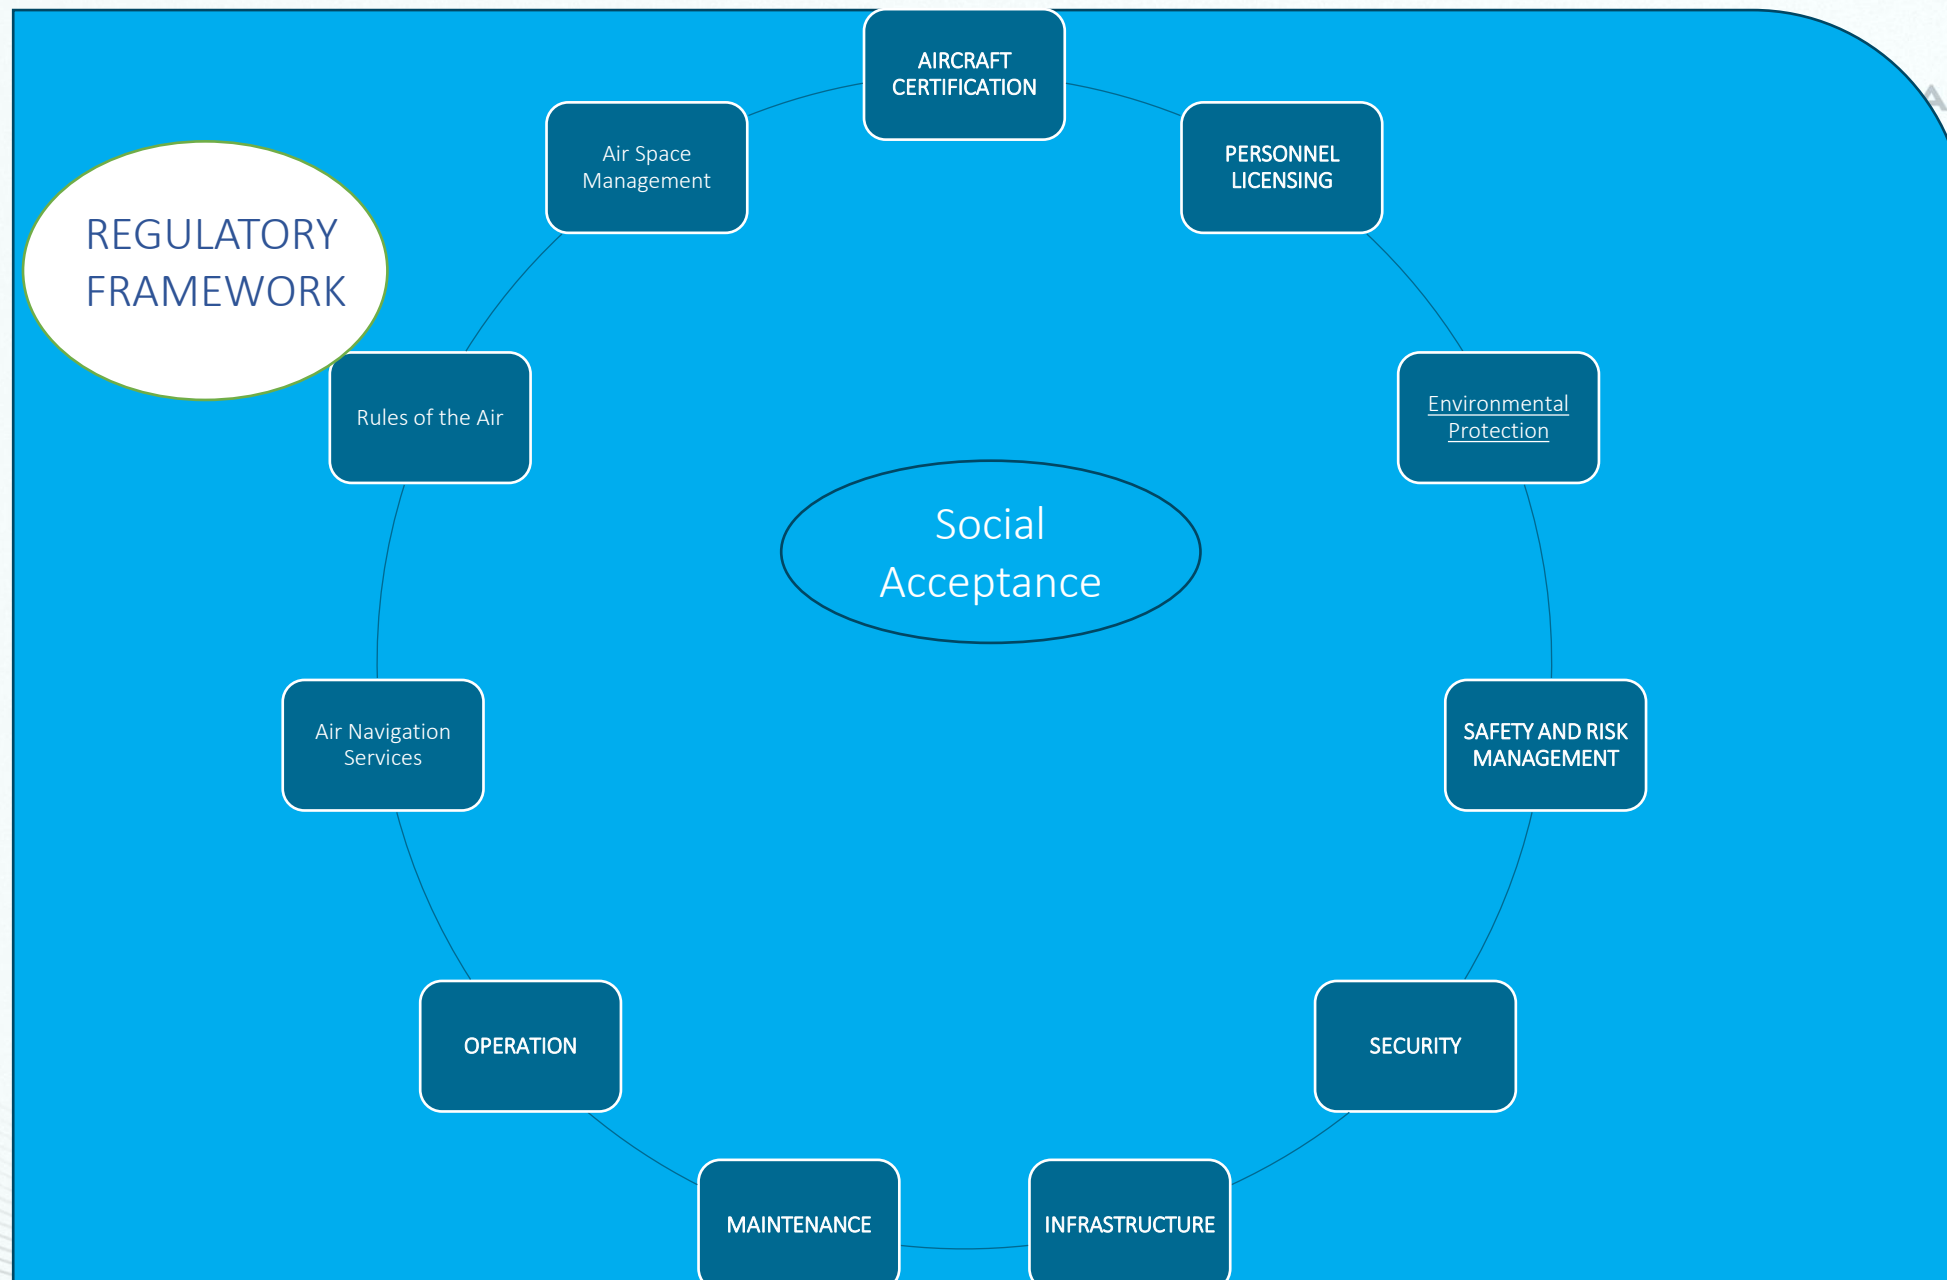 AIRCRAFT
CERTIFICATION
PERSONNEL
LICENSING
Air Space
Management
REGULATORY
FRAMEWORK
Environmental
Protection
Rules of the Air
Social
Acceptance
SAFETY AND RISK
MANAGEMENT
Air Navigation
Services
OPERATION
SECURITY
MAINTENANCE
INFRASTRUCTURE